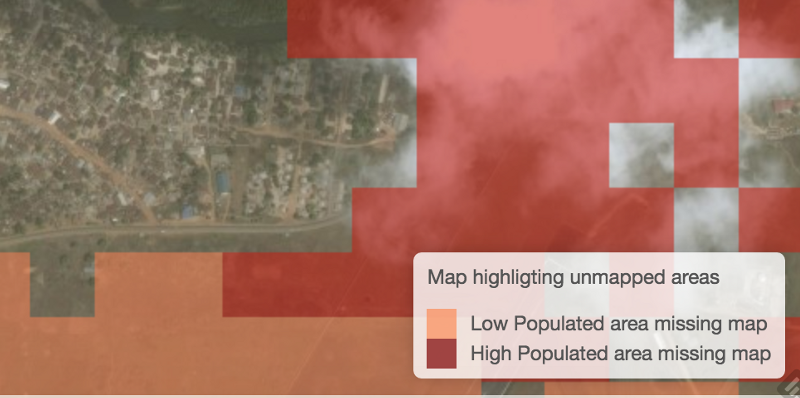 Map highligting unmapped areas
Low Populated area missing map
High Populated area missing map